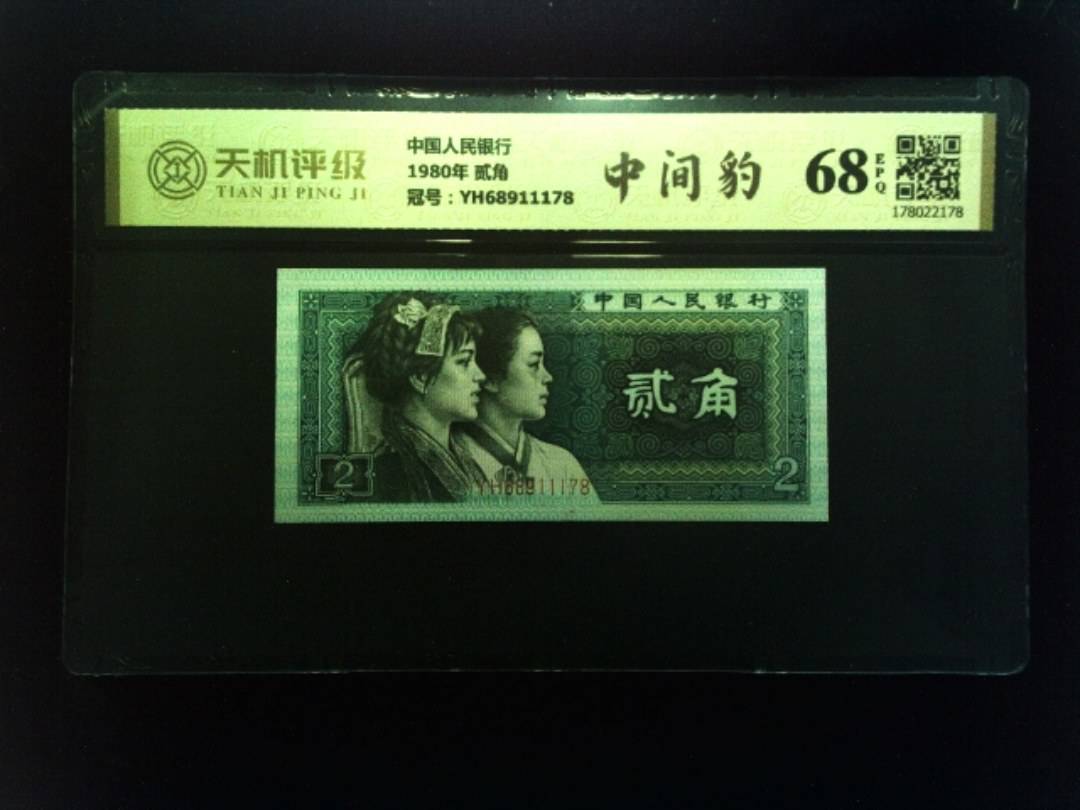 天机评级
TIAN JI PING JI
中国人民银行
1980年 贰角
冠号：YH68911178
中间豹
68
EPQ
178022178
中国人民银行
贰角
2
YH68911178
2